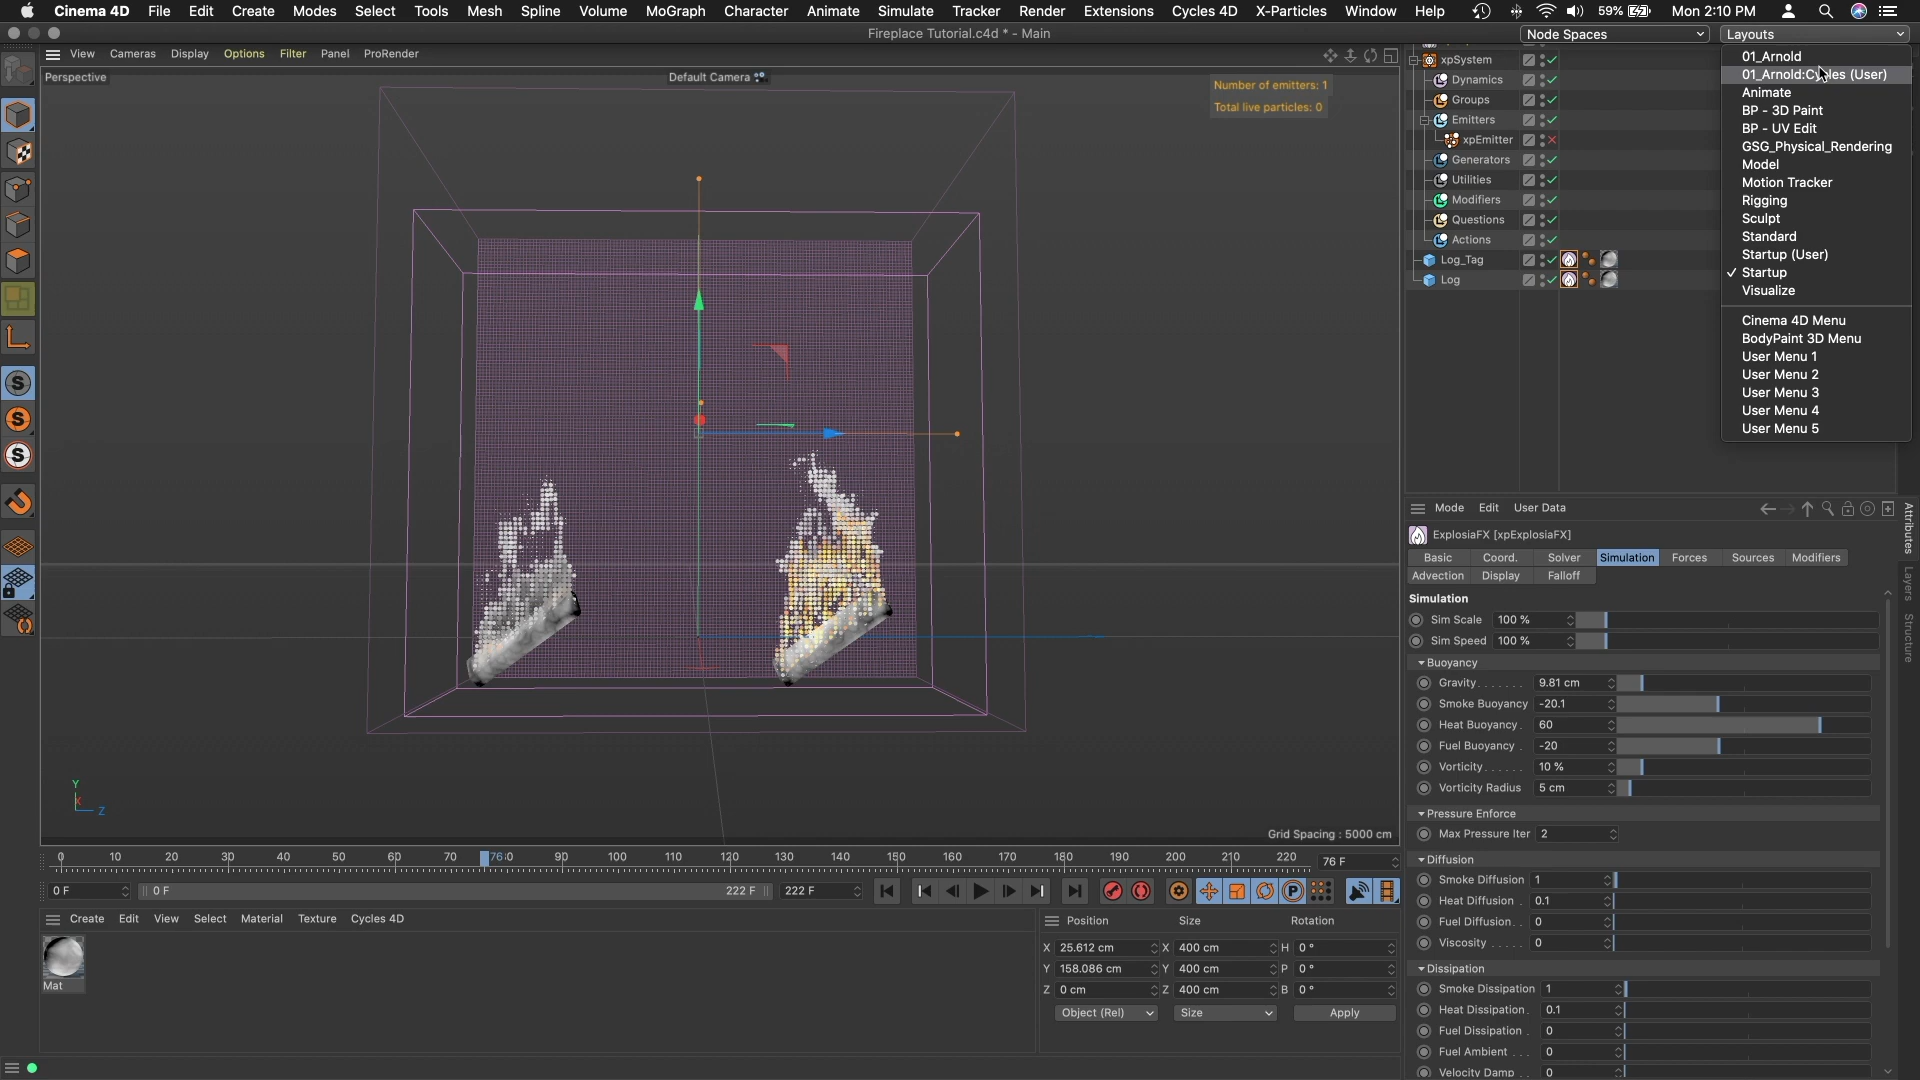 Cinema 4D File Edit Create Modes Select Tools Mesh Spline Volume MoGraph Character Animate Simulate Tracker Render Extensions Cycles 4D X-Particles Window Help 59% Mon 2:10 PM
Fireplace Tutorial.c4d * - Main
Node Spaces
Layouts
View Cameras Display Options Filter Panel ProRender
Perspective
Default Camera
Number of emitters: 1
Total live particles: 0
xpSystem
Dynamics
Groups
Emitters
xpEmitter
Generators
Utilities
Modifiers
Questions
Actions
Log_Tag
Log
01_Arnold
01_Arnold:Cycles (User)
Animate
BP - 3D Paint
BP - UV Edit
GSG_Physical_Rendering
Model
Motion Tracker
Rigging
Sculpt
Standard
Startup (User)
✓ Startup
Visualize
Cinema 4D Menu
BodyPaint 3D Menu
User Menu 1
User Menu 2
User Menu 3
User Menu 4
User Menu 5
Y
X
Z
Grid Spacing : 5000 cm
Mode Edit User Data
Attributes
Layers
Structure
ExplosiaFX [xpExplosiaFX]
Basic Coord. Solver Simulation Forces Sources Modifiers
Advection Display Falloff
Simulation
Sim Scale 100 %
Sim Speed 100 %
Buoyancy
Gravity. . . . . . . 9.81 cm
Smoke Buoyancy -20.1
Heat Buoyancy . 60
Fuel Buoyancy . -20
Vorticity. . . . . . 10 %
Vorticity Radius 5 cm
Pressure Enforce
Max Pressure Iter 2
Diffusion
Smoke Diffusion 1
Heat Diffusion . 0.1
Fuel Diffusion. . 0
Viscosity . . . . . 0
Dissipation
Smoke Dissipation 1
Heat Dissipation. 0.1
Fuel Dissipation . 0
Fuel Ambient . . . 0
Velocity Damp . . 0
0 10 20 30 40 50 60 70 76 0 90 100 110 120 130 140 150 160 170 180 190 200 210 220 76 F
0 F 0 F 222 F 222 F
Create Edit View Select Material Texture Cycles 4D
Mat
Position Size Rotation
X 25.612 cm X 400 cm H 0 °
Y 158.086 cm Y 400 cm P 0 °
Z 0 cm Z 400 cm B 0 °
Object (Rel) Size Apply